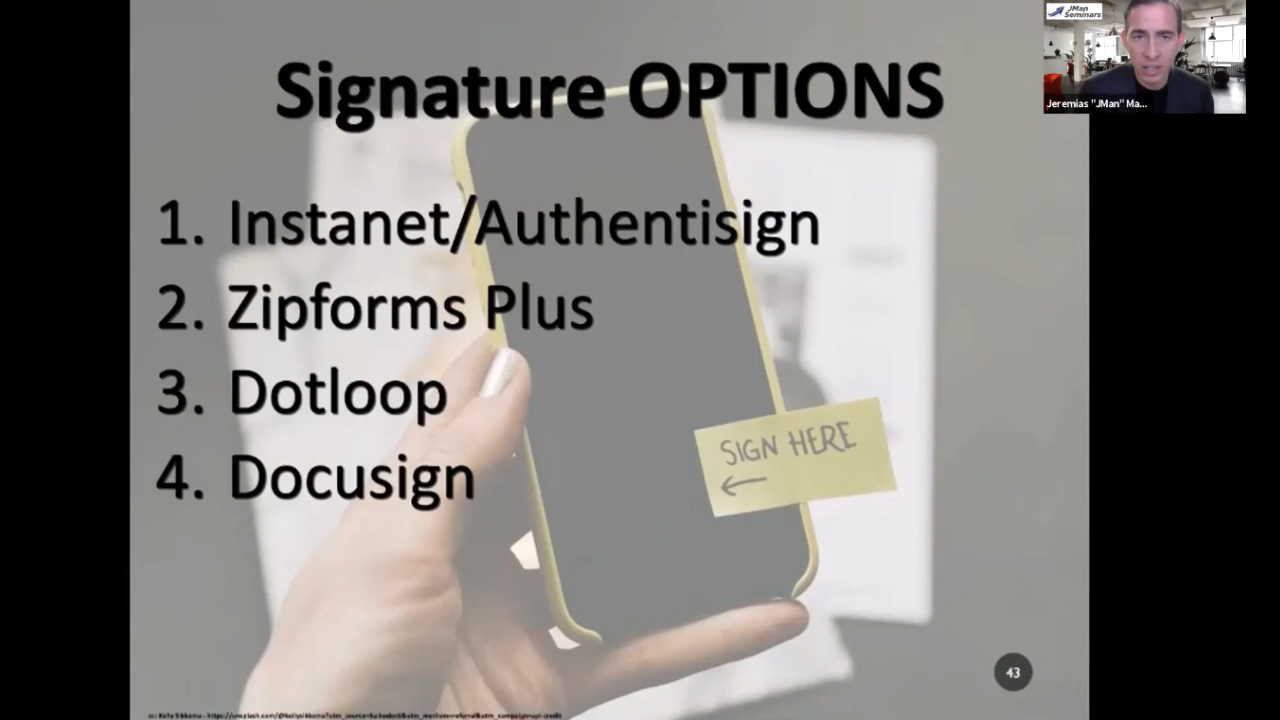 Signature OPTIONS
1. Instanet/Authentisign
2. Zipforms Plus
3. Dotloop
4. Docusign
SIGN HERE
←
43
JMan
Seminars
Jeremias "JMan" Ma...